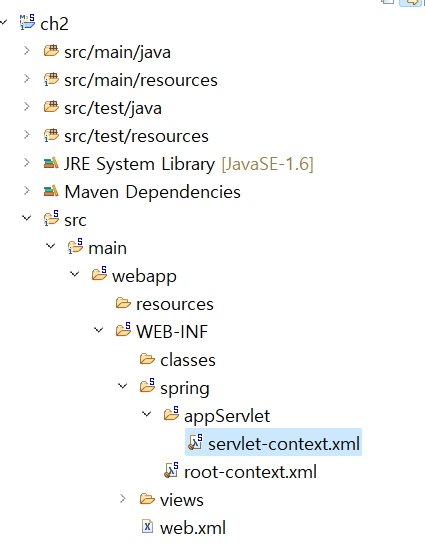 ch2
src/main/java
src/main/resources
src/test/java
src/test/resources
JRE System Library [JavaSE-1.6]
Maven Dependencies
src
main
webapp
resources
WEB-INF
classes
spring
appServlet
servlet-context.xml
root-context.xml
views
web.xml